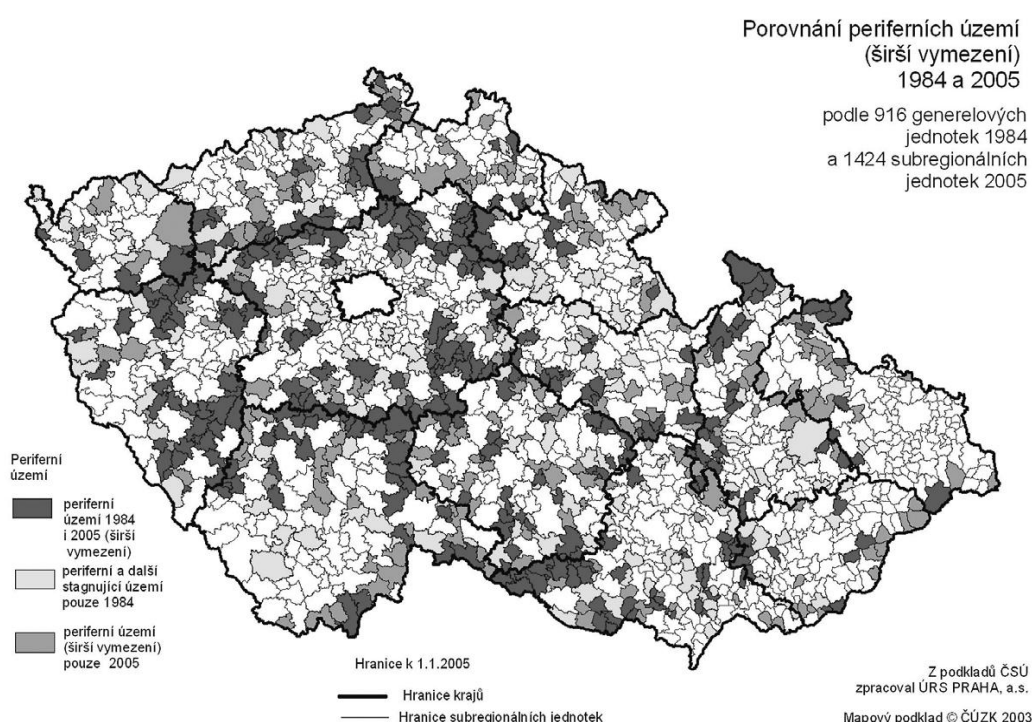 Porovnání periferních území
(širší vymezení)
1984 a 2005
podle 916 generelových
jednotek 1984
a 1424 subregionálních
jednotek 2005
Periferní
území
periferní
území 1984
i 2005 (širší
vymezení)
periferní a další
stagnující území
pouze 1984
periferní území
(širší vymezení)
pouze 2005
Hranice k 1.1.2005
Hranice krajů
Hranice subregionálních jednotek
Z podkladů ČSÚ
zpracoval ÚRS PRAHA, a.s.
Mapový podklad © ČÚZK 2003